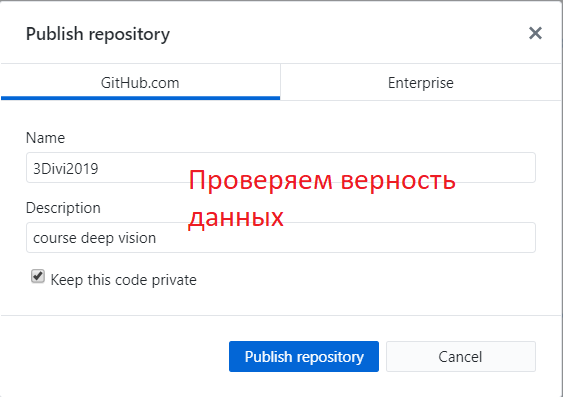 Publish repository
GitHub.com
Enterprise
Name
3Divi2019
Проверяем верность
данных
Description
course deep vision
Keep this code private
Publish repository
Cancel